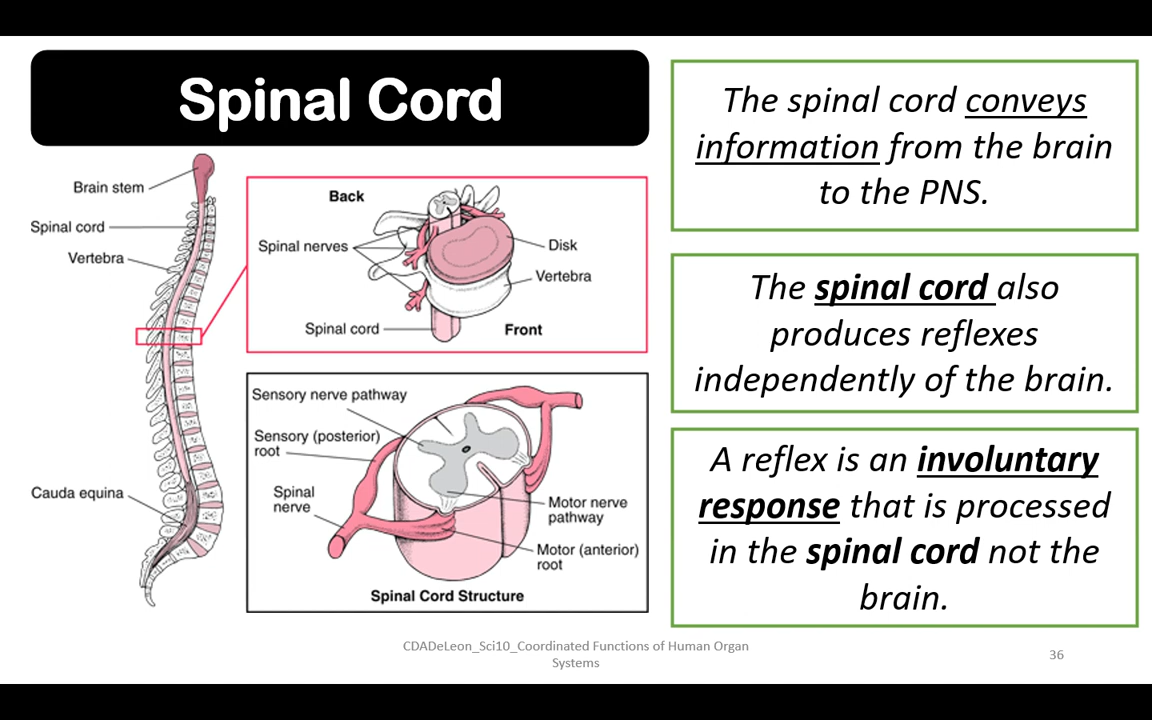 Spinal Cord
The spinal cord conveys
information from the brain
to the PNS.
The spinal cord also
produces reflexes
independently of the brain.
A reflex is an involuntary
response that is processed
in the spinal cord not the
brain.
Brain stem
Spinal cord
Vertebra
Cauda equina
Back
Spinal nerves
Disk
Vertebra
Spinal cord
Front
Sensory nerve pathway
Sensory (posterior)
root
Spinal
nerve
Motor nerve
pathway
Motor (anterior)
root
Spinal Cord Structure
CDADeLeon_Sci10_Coordinated Functions of Human Organ
Systems
36